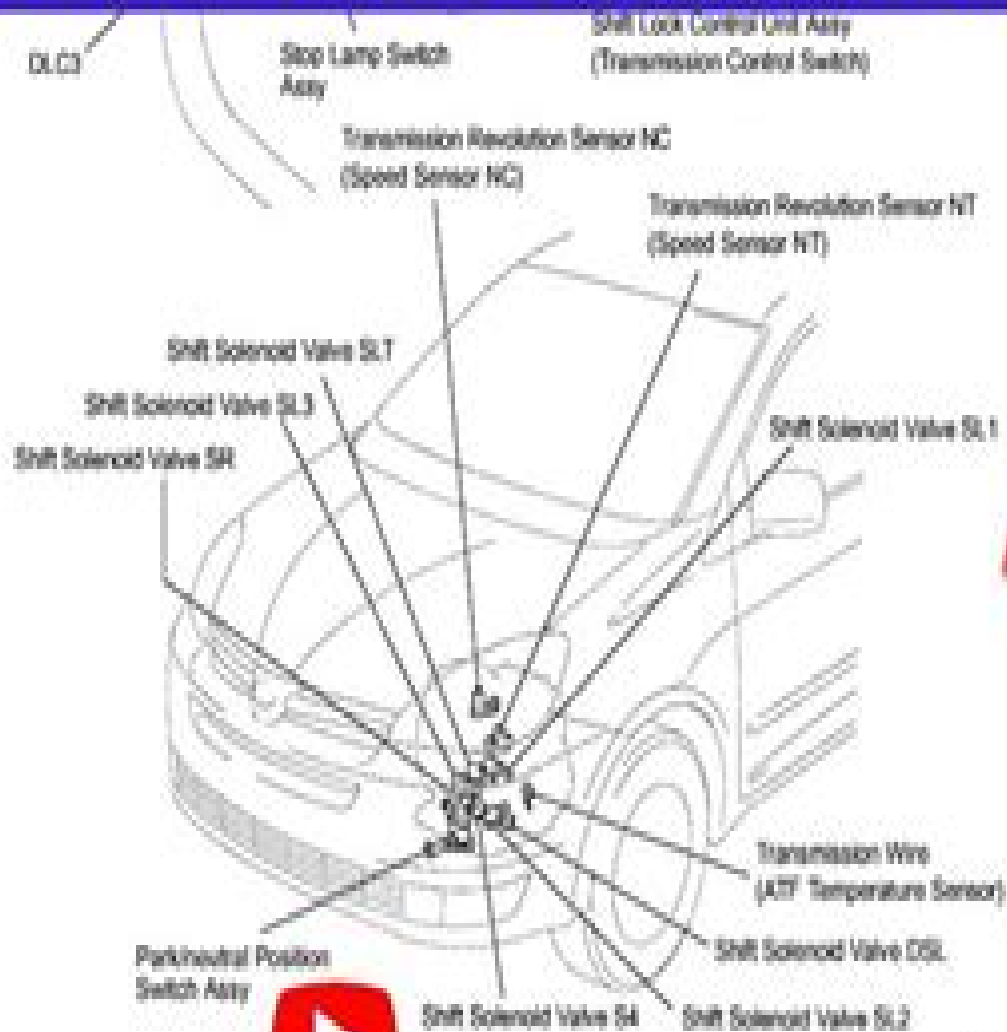 Shift Lock Control Unit Assy
(Transmission Control Switch)
DLC3
Stop Lamp Switch
Assy
Transmission Revolution Sensor NC
(Speed Sensor NC)
Transmission Revolution Sensor NT
(Speed Sensor NT)
Shift Solenoid Valve SLT
Shift Solenoid Valve SL3
Shift Solenoid Valve SL1
Shift Solenoid Valve SR
Transmission Wire
(ATF Temperature Sensor)
Shift Solenoid Valve DSL
Park/neutral Position
Switch Assy
Shift Solenoid Valve S4
Shift Solenoid Valve SL2